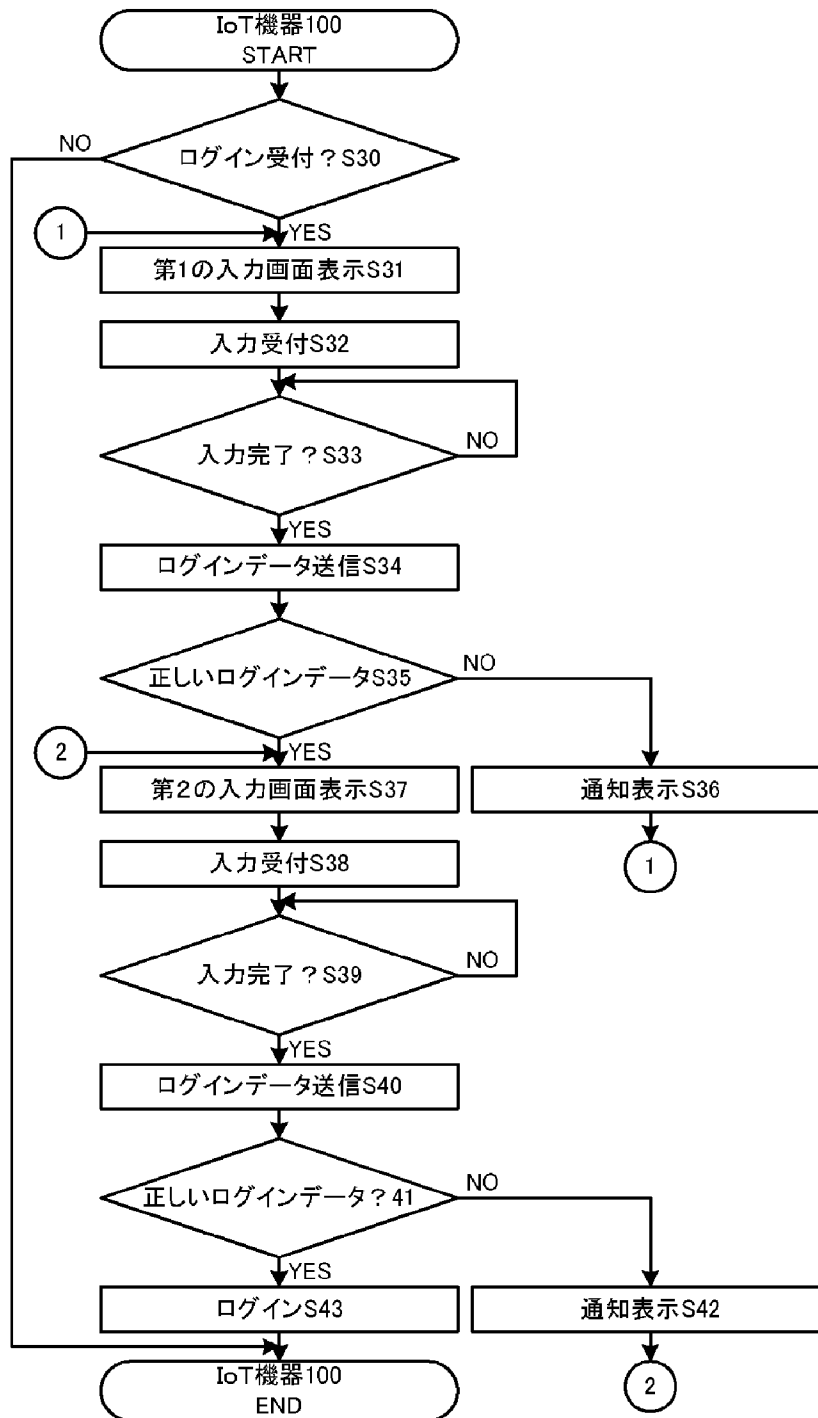 IoT機器100
START
NO
ログイン受付？S30
1
YES
第1の入力画面表示S31
入力受付S32
入力完了？S33
NO
YES
ログインデータ送信S34
正しいログインデータS35
NO
2
YES
第2の入力画面表示S37
通知表示S36
入力受付S38
1
入力完了？S39
NO
YES
ログインデータ送信S40
正しいログインデータ？41
NO
YES
ログインS43
通知表示S42
IoT機器100
END
2